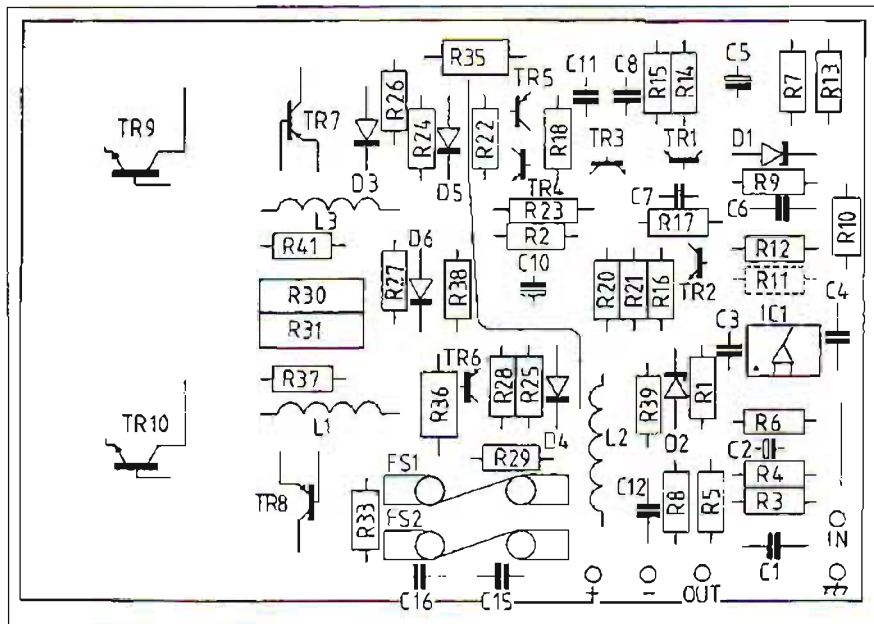 R35
TR5
C11
C8
R15
R14
C5
R7
R13
TR9
TR7
R26
R24
R22
R18
TR3
TR1
D1
D3
D5
TR4
R9
L3
R23
C7
C6
R17
R10
R41
D6
R2
R12
R27
R38
C10
R20
R21
R16
TR2
R11
R30
R31
IC1
C3
C4
R37
TR6
R36
R28
R25
R39
R1
TR10
L1
D4
L2
D2
R6
C2
R29
FS1
R4
TR8
R33
FS2
C12
R8
R5
R3
IN
C1
C16
C15
+
-
OUT